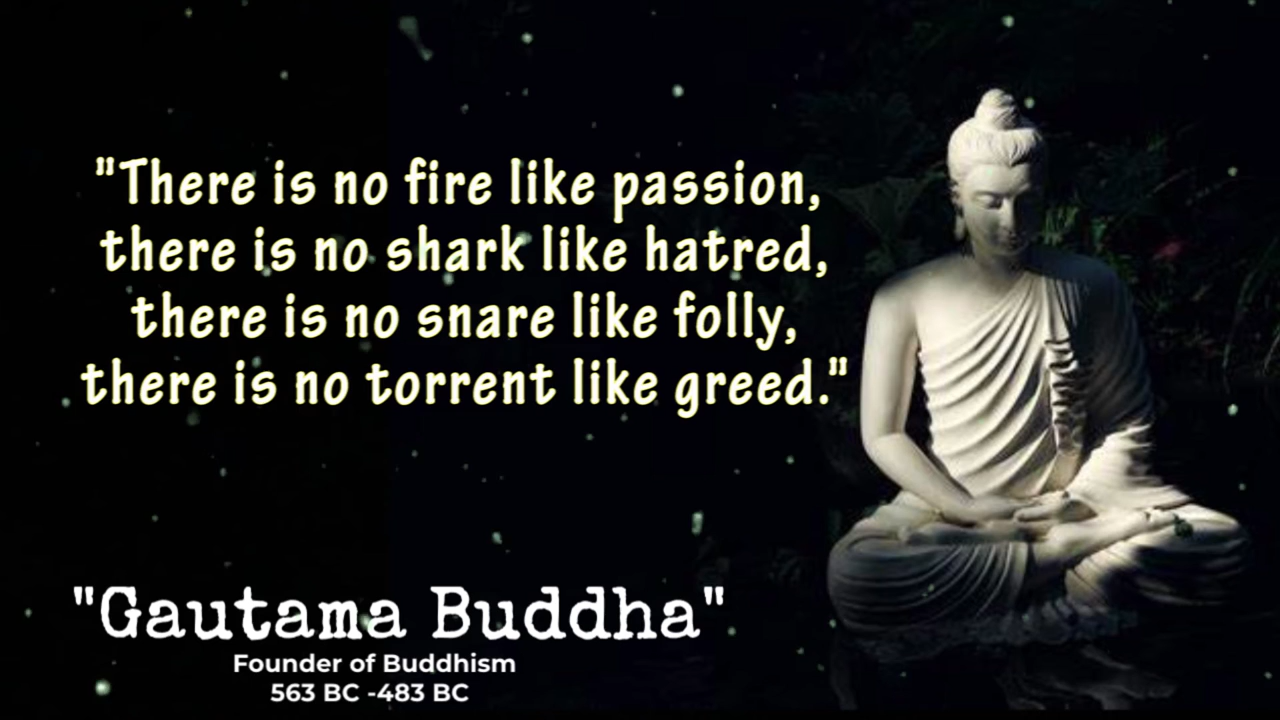 "There is no fire like passion,
there is no shark like hatred,
there is no snare like folly,
there is no torrent like greed."
"Gautama Buddha"
Founder of Buddhism
563 BC -483 BC